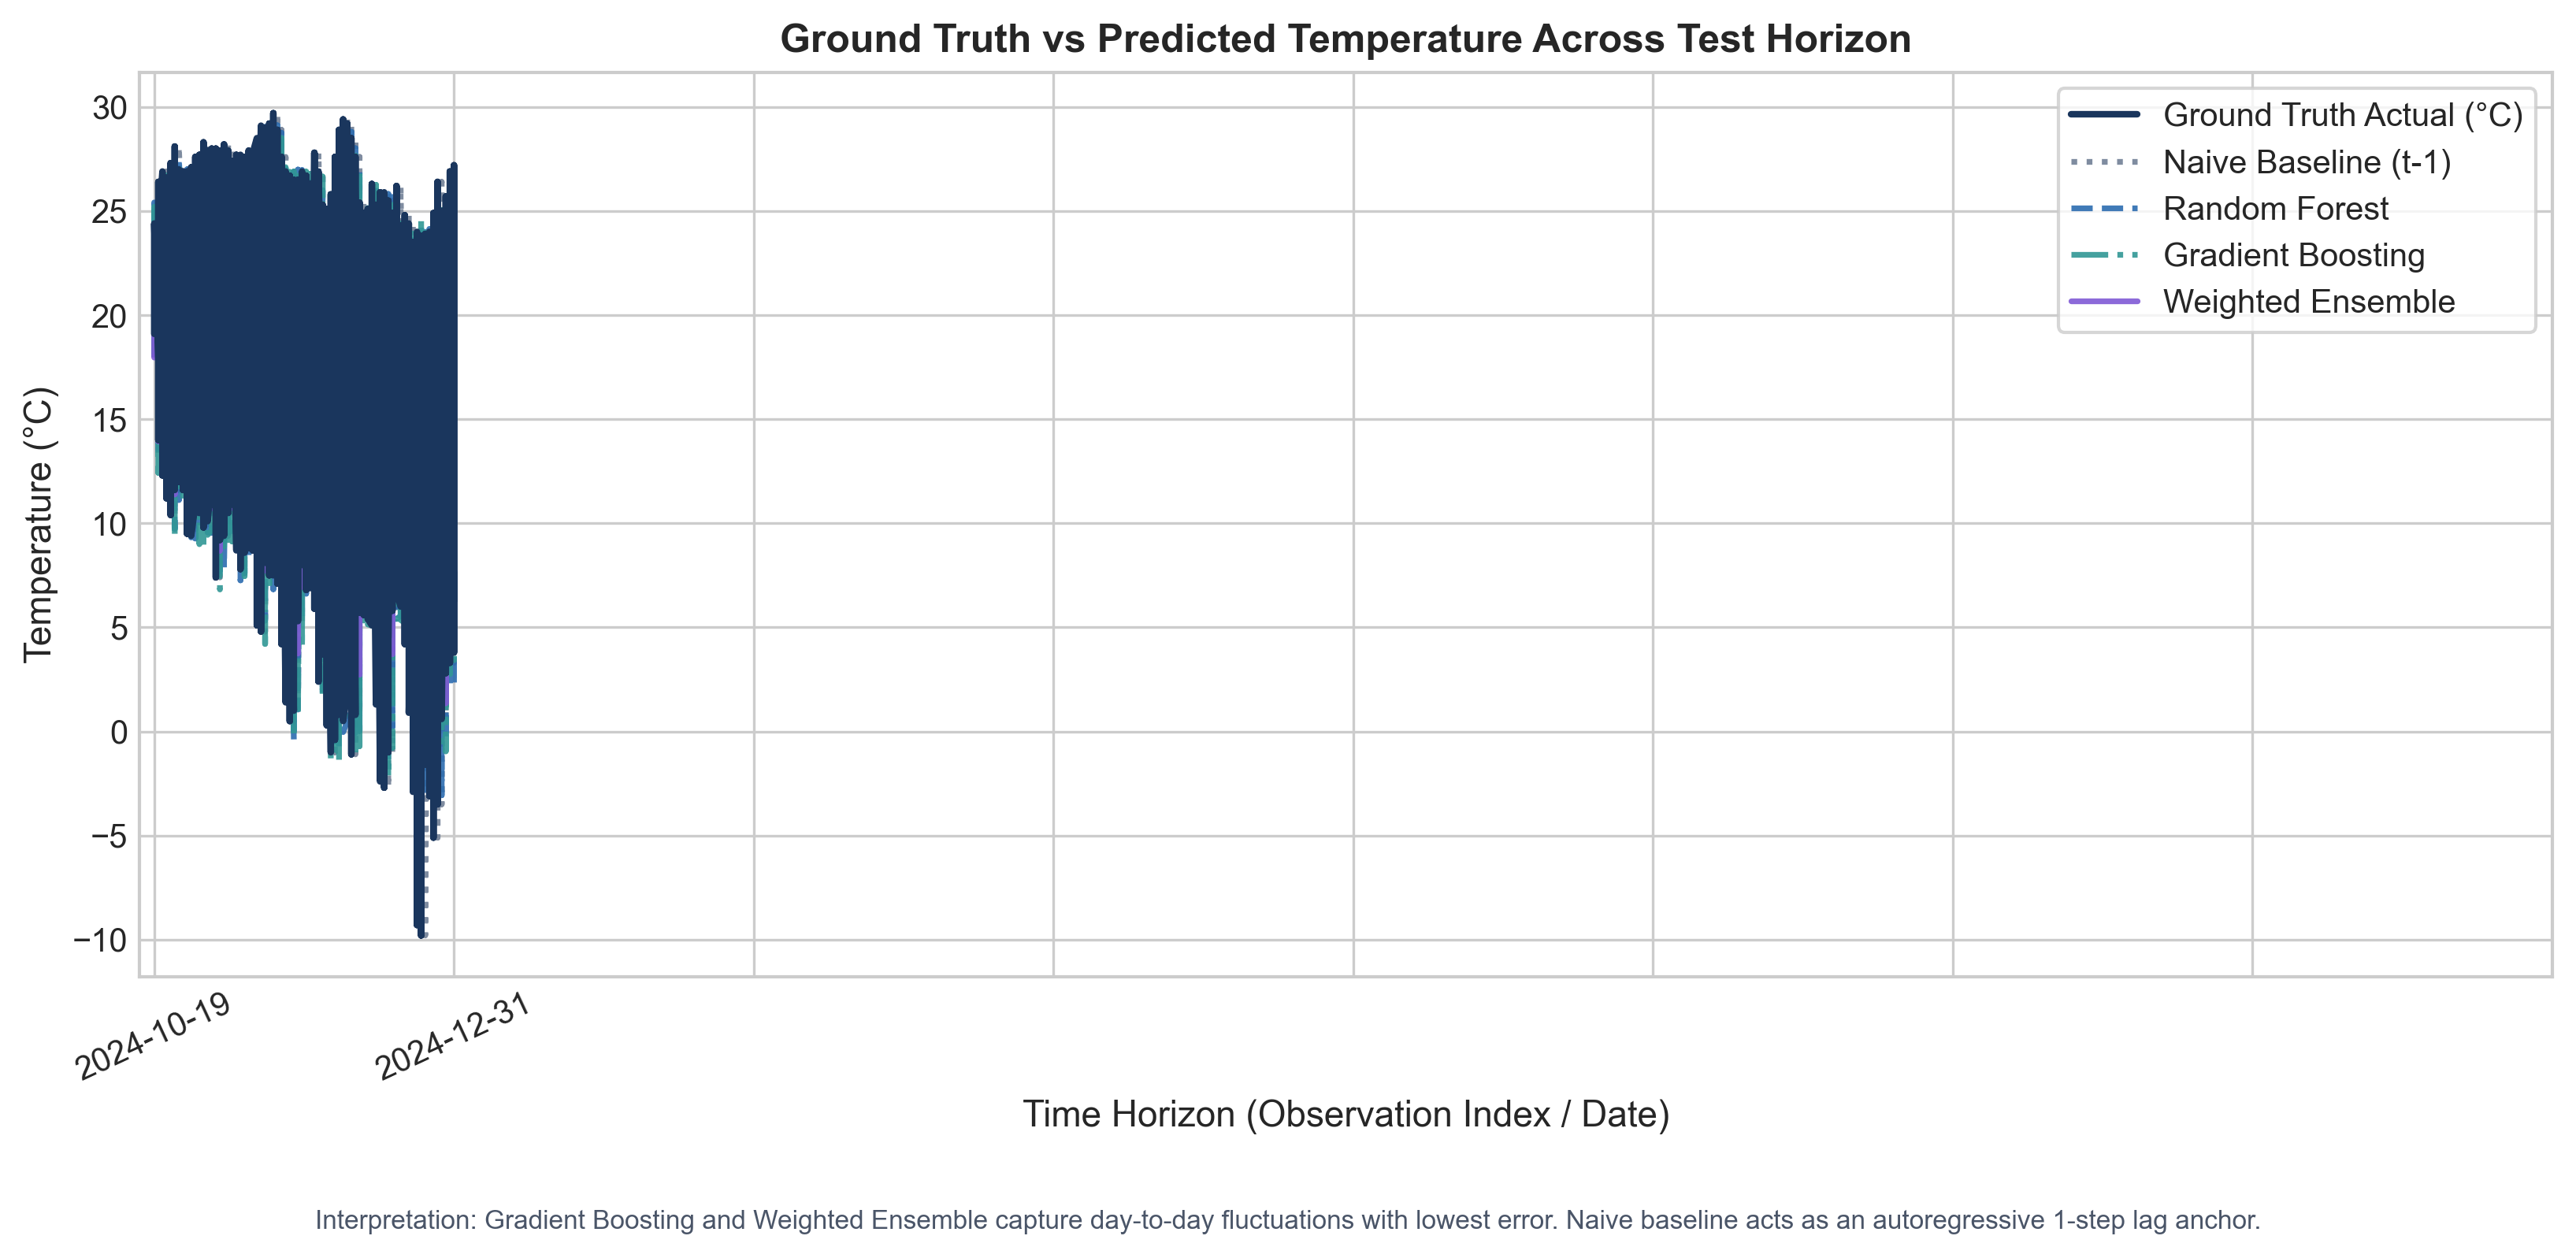 Ground Truth vs Predicted Temperature Across Test Horizon
Temperature (°C)
30
25
20
15
10
5
0
−5
−10
Ground Truth Actual (°C)
Naive Baseline (t-1)
Random Forest
Gradient Boosting
Weighted Ensemble
2024-10-19
2024-12-31
Time Horizon (Observation Index / Date)
Interpretation: Gradient Boosting and Weighted Ensemble capture day-to-day fluctuations with lowest error. Naive baseline acts as an autoregressive 1-step lag anchor.